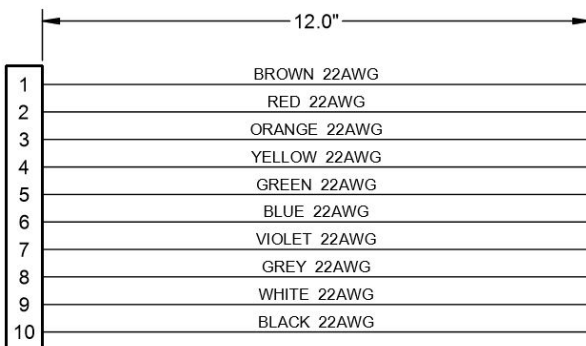 12.0"
1 BROWN 22AWG
2 RED 22AWG
3 ORANGE 22AWG
4 YELLOW 22AWG
5 GREEN 22AWG
6 BLUE 22AWG
7 VIOLET 22AWG
8 GREY 22AWG
9 WHITE 22AWG
10 BLACK 22AWG